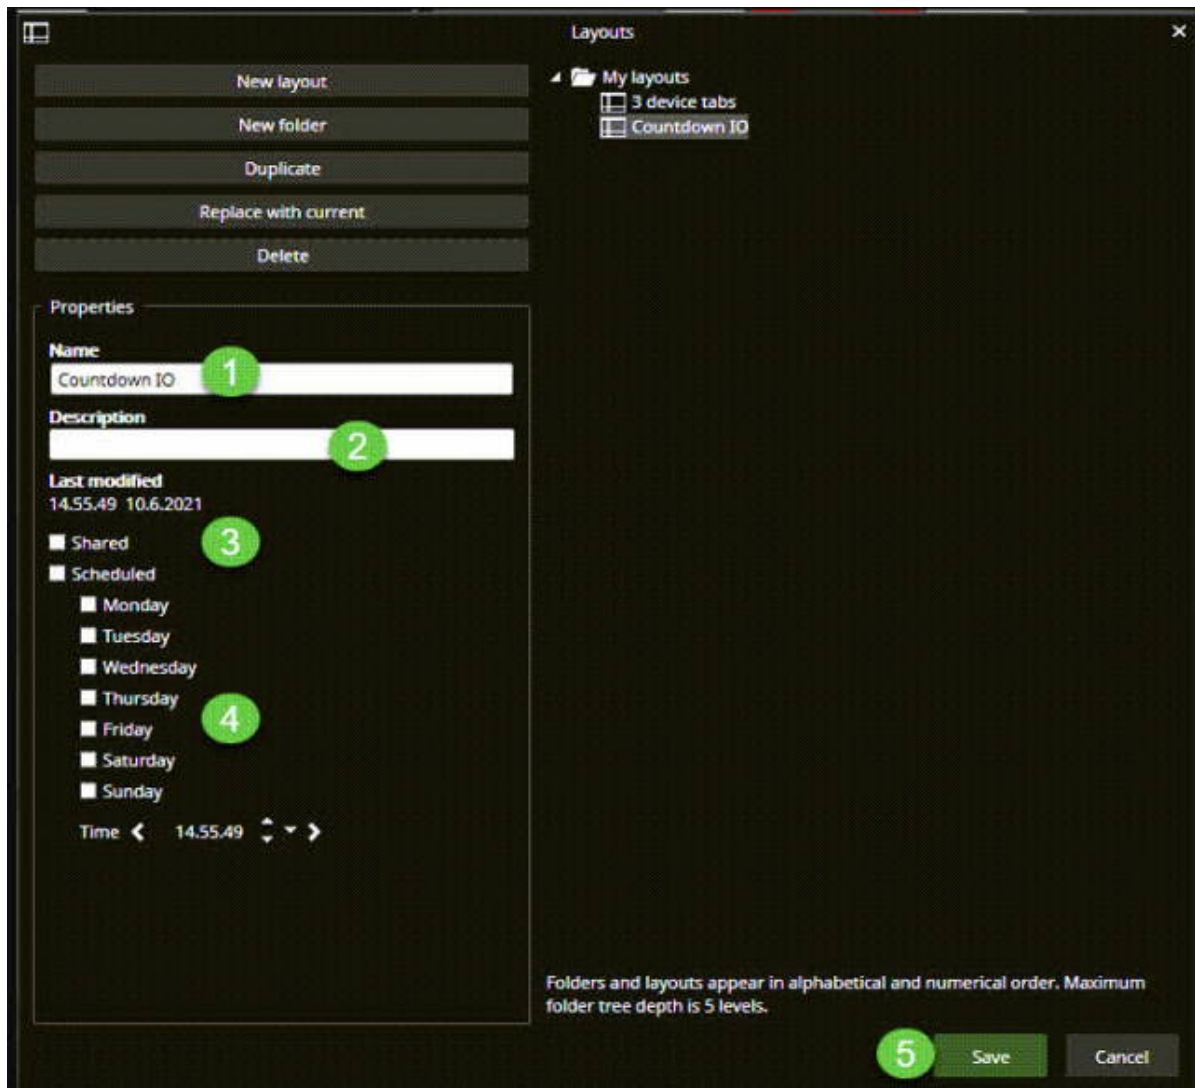 Layouts
New layout
New folder
Duplicate
Replace with current
Delete
Properties
Name
Countdown IO
1
Description
2
Last modified
14.55.49 10.6.2021
Shared
3
Scheduled
Monday
Tuesday
Wednesday
Thursday
Friday
4
Saturday
Sunday
Time 14.55.49
My layouts
3 device tabs
Countdown IO
Folders and layouts appear in alphabetical and numerical order. Maximum
folder tree depth is 5 levels.
5
Save
Cancel